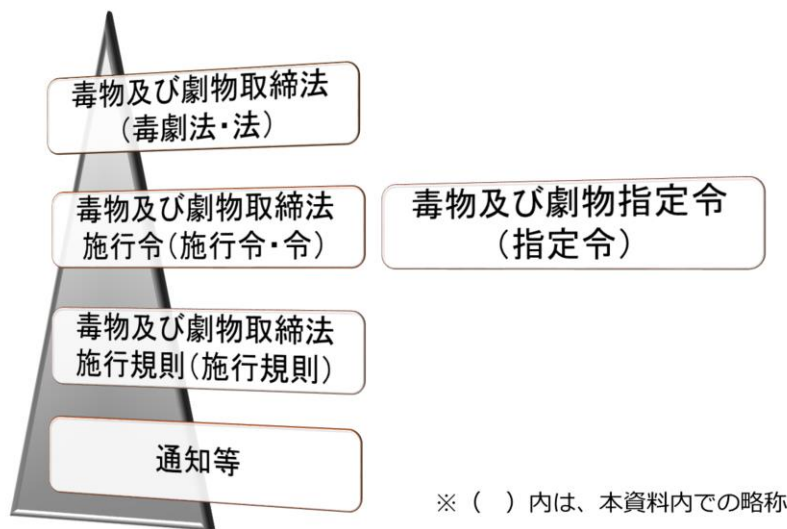 毒物及び劇物取締法
(毒劇法・法)
毒物及び劇物取締法
施行令(施行令・令)
毒物及び劇物指定令
(指定令)
毒物及び劇物取締法
施行規則(施行規則)
通知等
※（　）内は、本資料内での略称